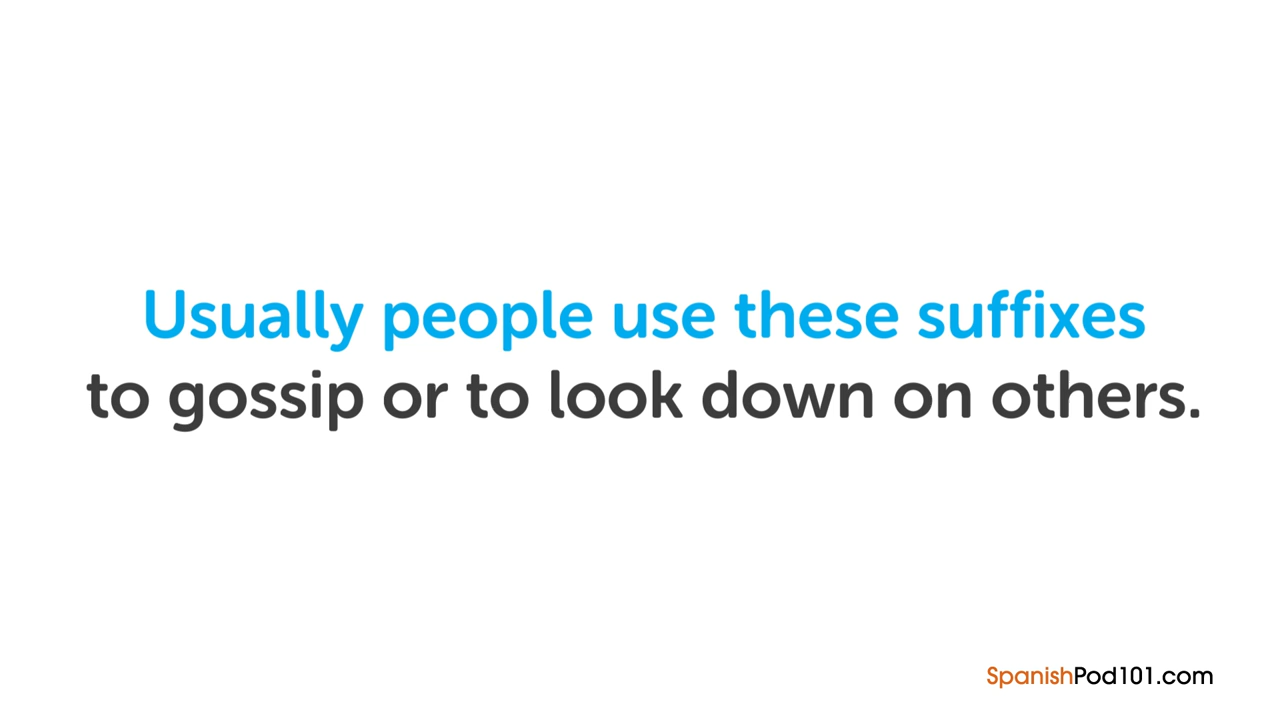 Usually people use these suffixes
to gossip or to look down on others.
SpanishPod101.com